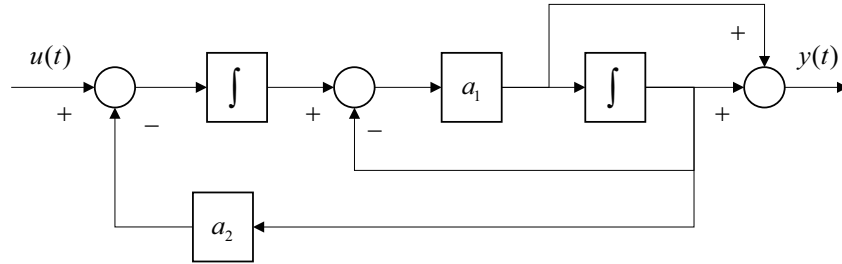 u(t)
+
−
∫
+
−
a₁
∫
+
+
y(t)
a₂